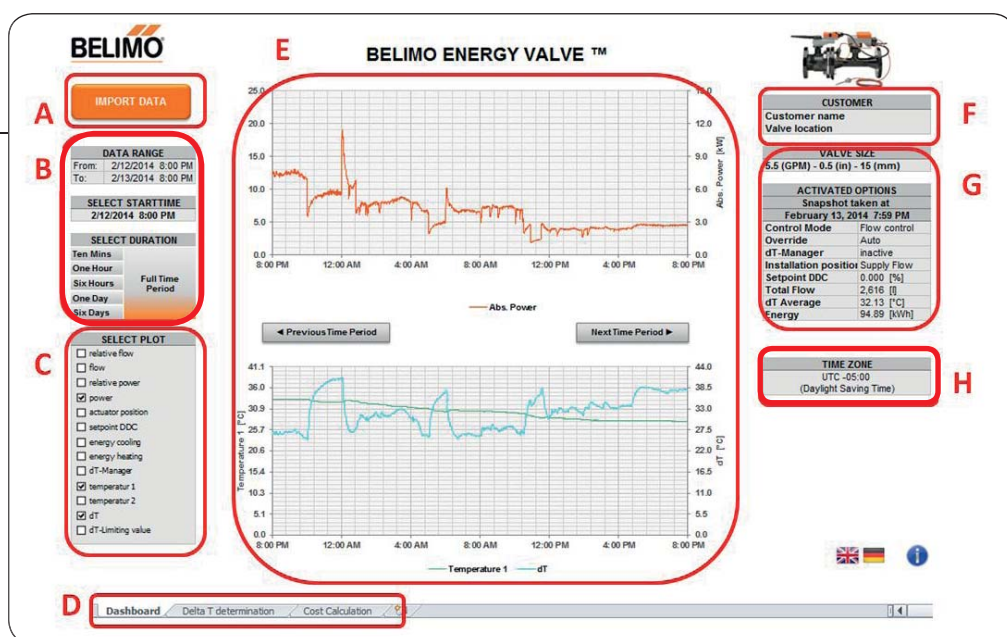 BELIMO
BELIMO ENERGY VALVE ™
A
IMPORT DATA
B
DATA RANGE
From: 2/12/2014 8:00 PM
To: 2/13/2014 8:00 PM
SELECT STARTTIME
2/12/2014 8:00 PM
SELECT DURATION
Ten Mins
One Hour
Six Hours
One Day
Six Days
Full Time
Period
C
SELECT PLOT
relative flow
flow
relative power
power
actuator position
setpoint DDC
energy cooling
energy heating
dT-Manager
temperatur 1
temperatur 2
dT
dT-Limiting value
E
25.0
20.0
15.0
10.0
5.0
0.0
15.0
12.0
9.0
6.0
3.0
0.0
Abs. Power [kW]
8:00 PM 12:00 AM 4:00 AM 8:00 AM 12:00 PM 4:00 PM 8:00 PM
Abs. Power
◄ Previous Time Period
Next Time Period ►
41.1
36.0
30.9
25.7
20.6
15.4
10.3
5.1
0.0
Temperature 1 [°C]
44.0
38.5
33.0
27.5
22.0
16.5
11.0
5.5
0.0
dT [°C]
8:00 PM 12:00 AM 4:00 AM 8:00 AM 12:00 PM 4:00 PM 8:00 PM
Temperature 1 dT
F
CUSTOMER
Customer name
Valve location
G
VALVE SIZE
5.5 (GPM) - 0.5 (in) - 15 (mm)
ACTIVATED OPTIONS
Snapshot taken at
February 13, 2014 7:59 PM
Control Mode Flow control
Override Auto
dT-Manager inactive
Installation position Supply Flow
Setpoint DDC 0.000 [%]
Total Flow 2,616 [l]
dT Average 32.13 [°C]
Energy 94.89 [kWh]
H
TIME ZONE
UTC -05:00
(Daylight Saving Time)
D
Dashboard Delta T determination Cost Calculation